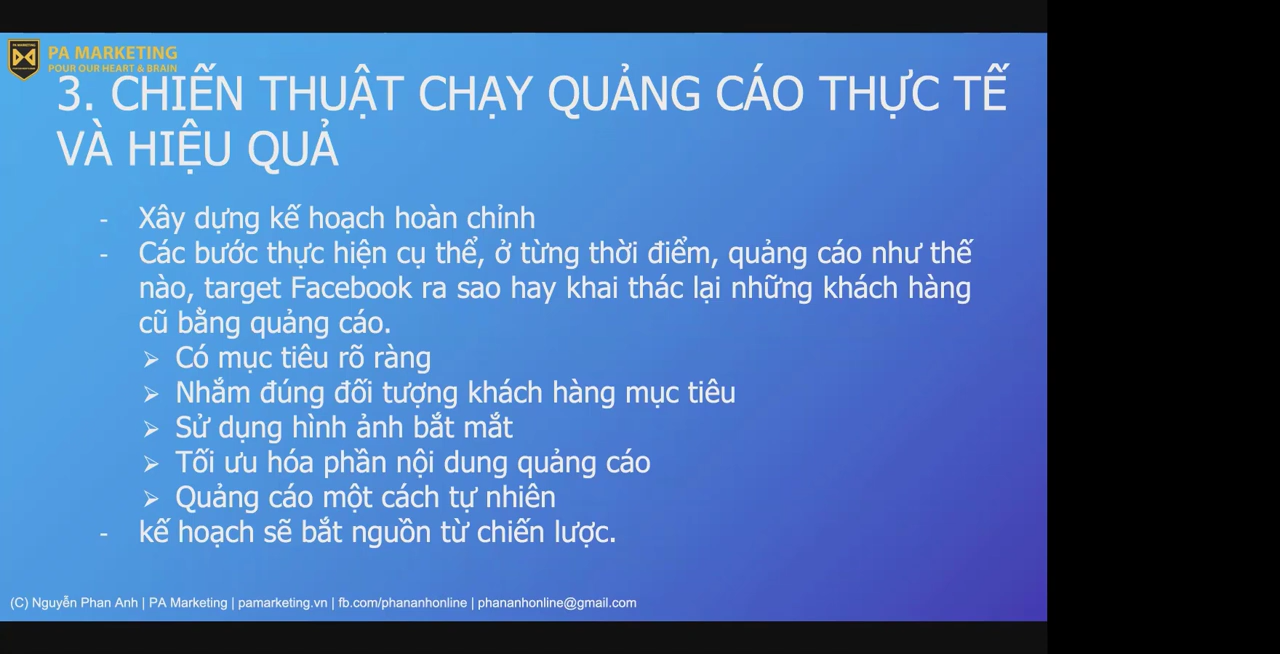 PA MARKETING
POUR OUR HEART & BRAIN
3. CHIẾN THUẬT CHẠY QUẢNG CÁO THỰC TẾ
VÀ HIỆU QUẢ
- Xây dựng kế hoạch hoàn chỉnh
- Các bước thực hiện cụ thể, ở từng thời điểm, quảng cáo như thế
nào, target Facebook ra sao hay khai thác lại những khách hàng
cũ bằng quảng cáo.
➢ Có mục tiêu rõ ràng
➢ Nhắm đúng đối tượng khách hàng mục tiêu
➢ Sử dụng hình ảnh bắt mắt
➢ Tối ưu hóa phần nội dung quảng cáo
➢ Quảng cáo một cách tự nhiên
- kế hoạch sẽ bắt nguồn từ chiến lược.
(C) Nguyễn Phan Anh | PA Marketing | pamarketing.vn | fb.com/phananhonline | phananhonline@gmail.com